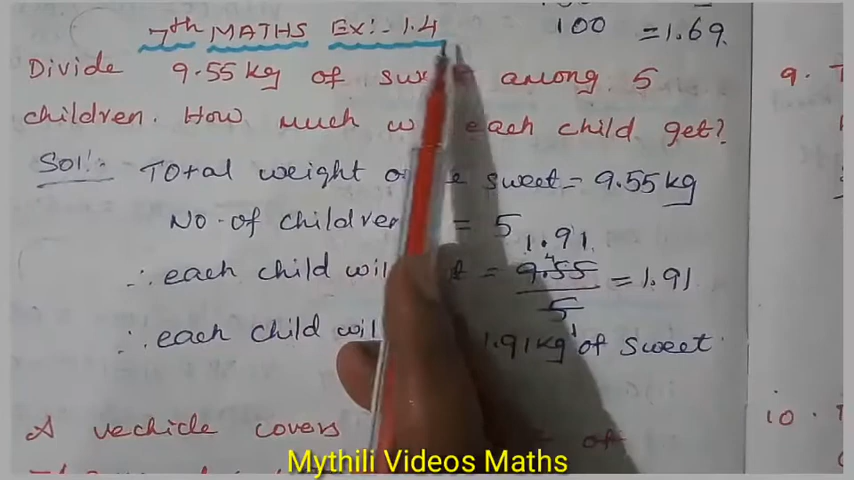 7th MATHS EX:- 1.4
100 = 1.69
Divide 9.55 kg of among 5
children. How much each child get?
9.
Sol:- Total weight sweet = 9.55 kg
No. of children = 5
1.91
∴ each child = 9.55 = 1.91
4
5
∴ each child 1.91 kg of sweet
A vechicle covers of
10.
Mythili Videos Maths